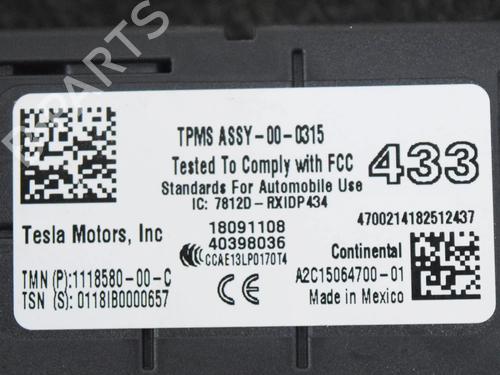 B-PARTS
TPMS ASSY-00-0315
Tested To Comply with FCC
433
Standards For Automobile Use
IC: 7812D-RXIDP434
4700214182512437
Tesla Motors, Inc
18091108
40398036
Continental
CCAE13LP0170T4
TMN (P):1118580-00-C
A2C15064700-01
TSN (S): 0118IB0000657
CE
Made in Mexico